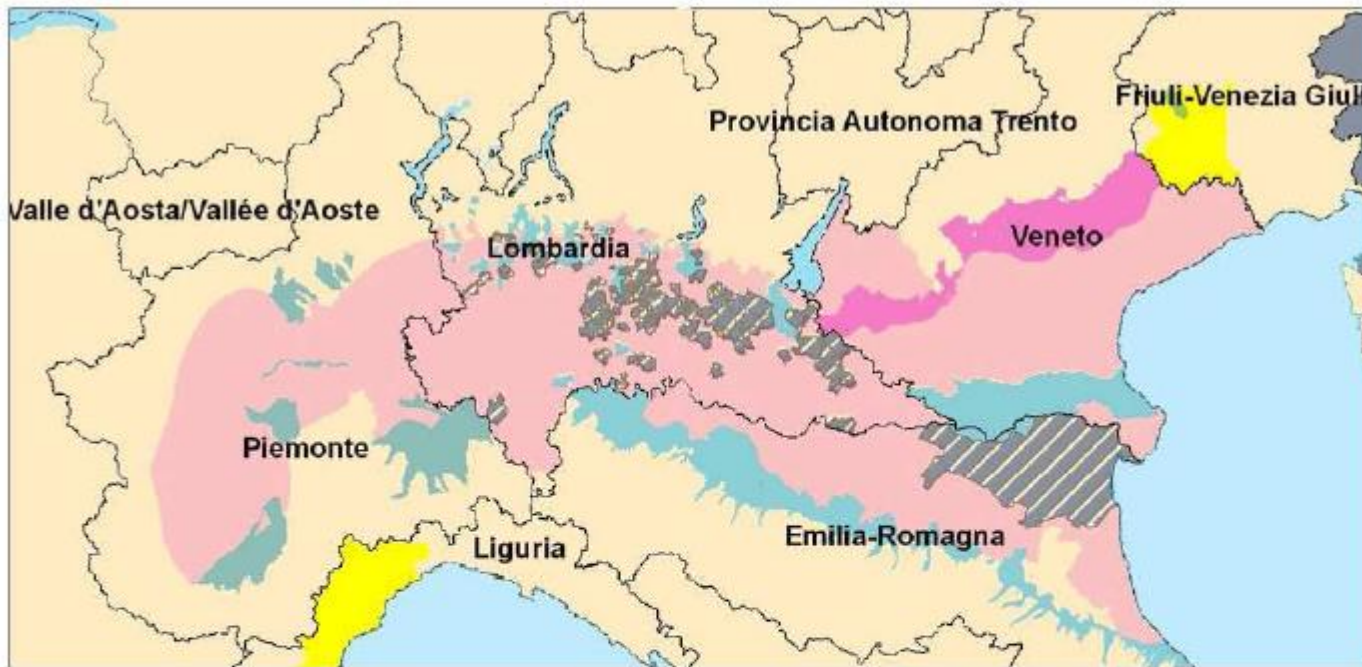 Friuli-Venezia Giul
Provincia Autonoma Trento
Valle d'Aosta/Vallée d'Aoste
Lombardia
Veneto
Piemonte
Liguria
Emilia-Romagna